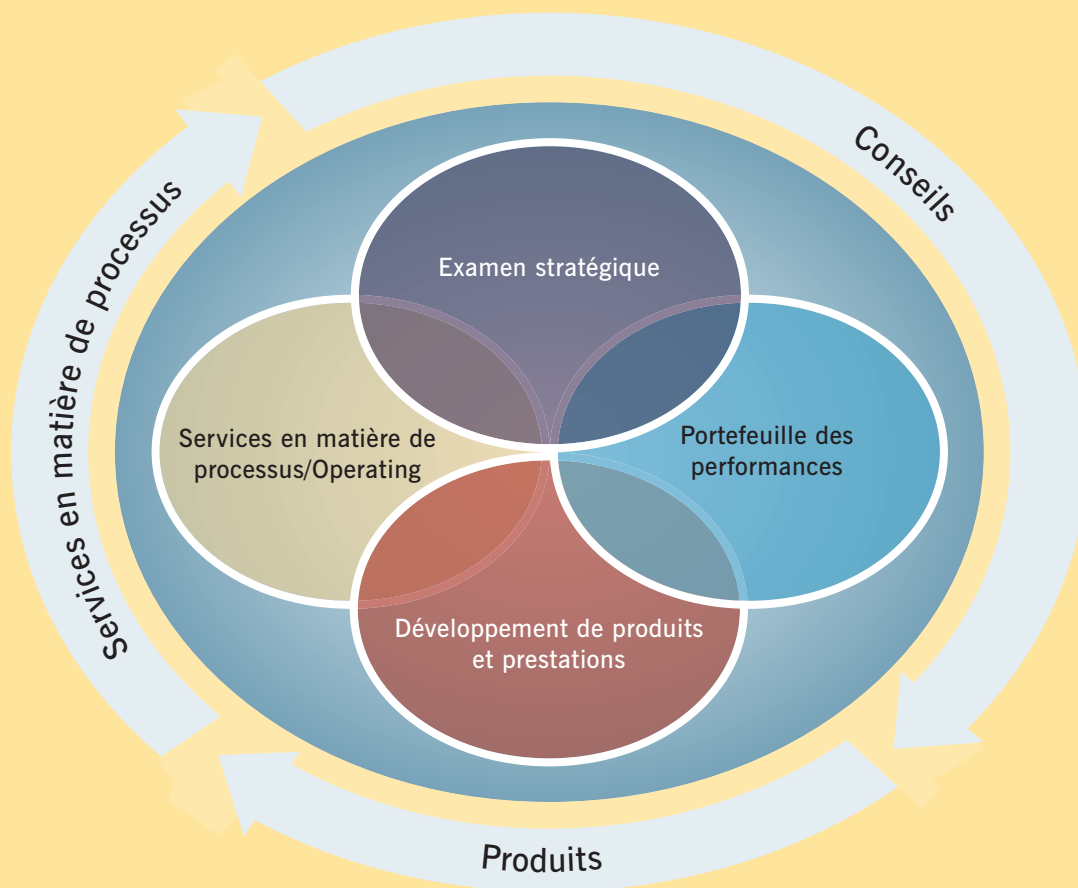 Conseils
Services en matière de processus
Examen stratégique
Services en matière de
processus/Operating
Portefeuille des
performances
Développement de produits
et prestations
Produits